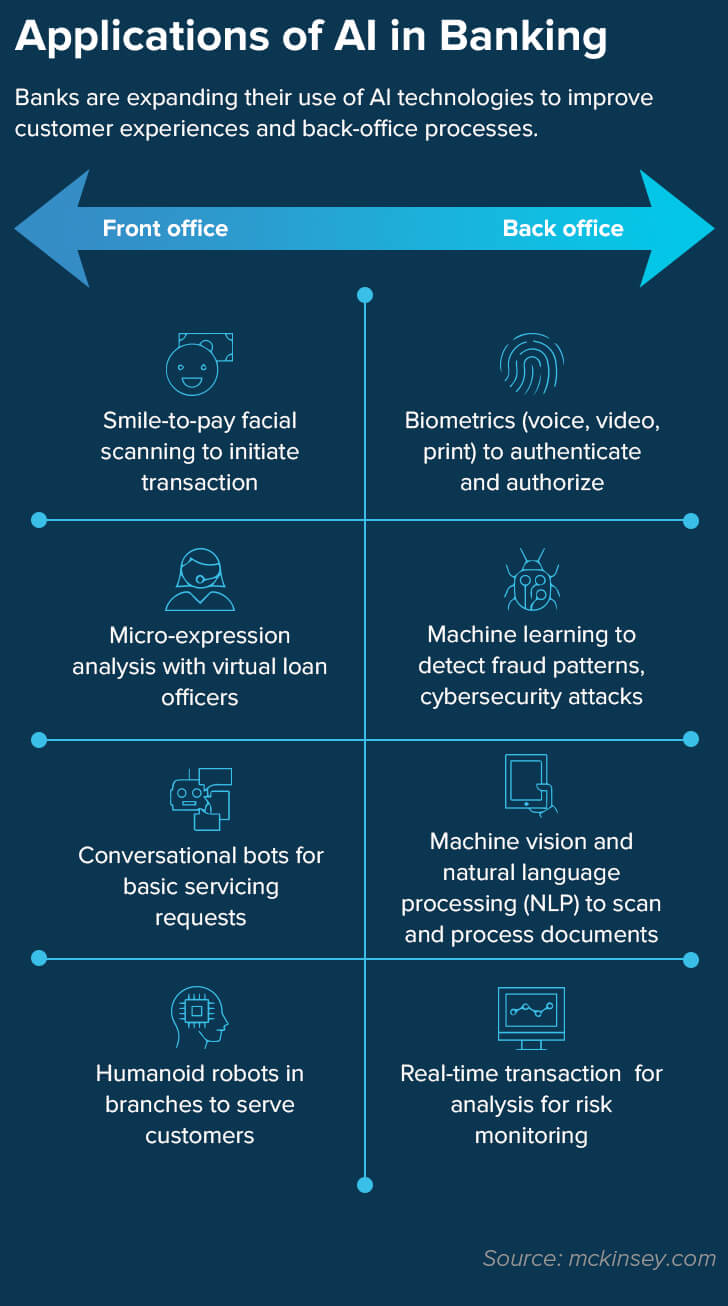 Applications of AI in Banking
Banks are expanding their use of AI technologies to improve
customer experiences and back-office processes.
Front office
Back office
Smile-to-pay facial
scanning to initiate
transaction
Biometrics (voice, video,
print) to authenticate
and authorize
Micro-expression
analysis with virtual loan
officers
Machine learning to
detect fraud patterns,
cybersecurity attacks
Conversational bots for
basic servicing
requests
Machine vision and
natural language
processing (NLP) to scan
and process documents
Humanoid robots in
branches to serve
customers
Real-time transaction  for
analysis for risk
monitoring
Source: mckinsey.com